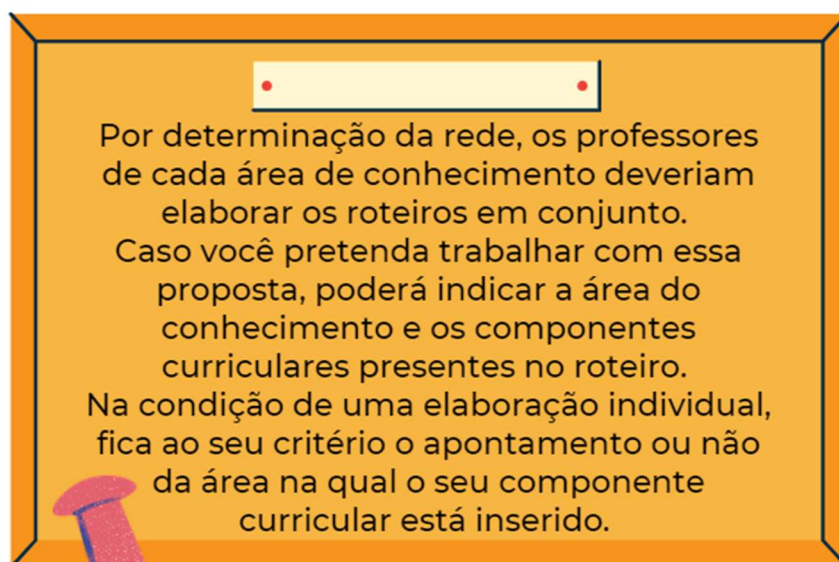 Por determinação da rede, os professores
de cada área de conhecimento deveriam
elaborar os roteiros em conjunto.
Caso você pretenda trabalhar com essa
proposta, poderá indicar a área do
conhecimento e os componentes
curriculares presentes no roteiro.
Na condição de uma elaboração individual,
fica ao seu critério o apontamento ou não
da área na qual o seu componente
curricular está inserido.